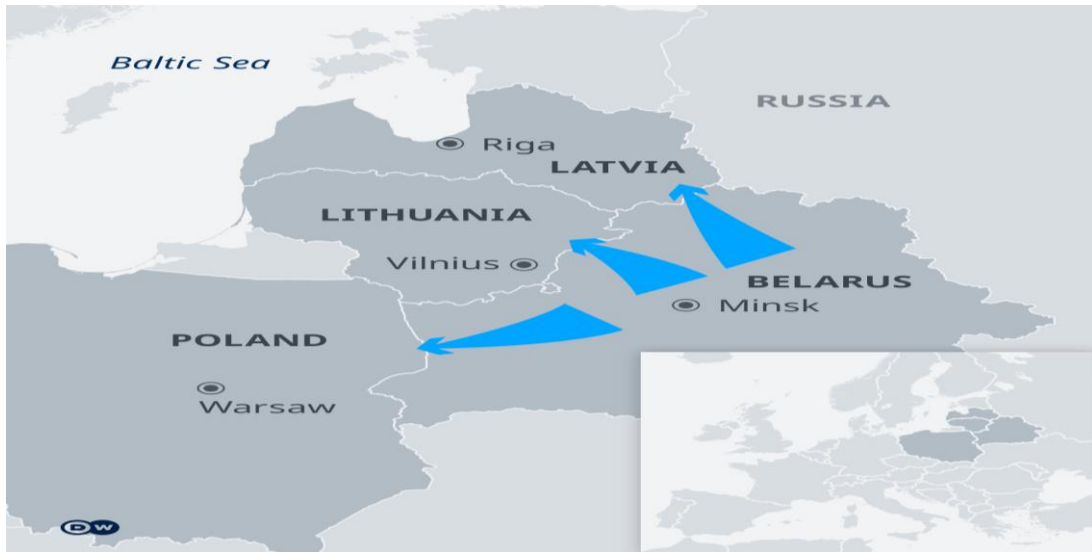 Baltic Sea
RUSSIA
Riga
LATVIA
LITHUANIA
Vilnius
BELARUS
Minsk
POLAND
Warsaw
DW